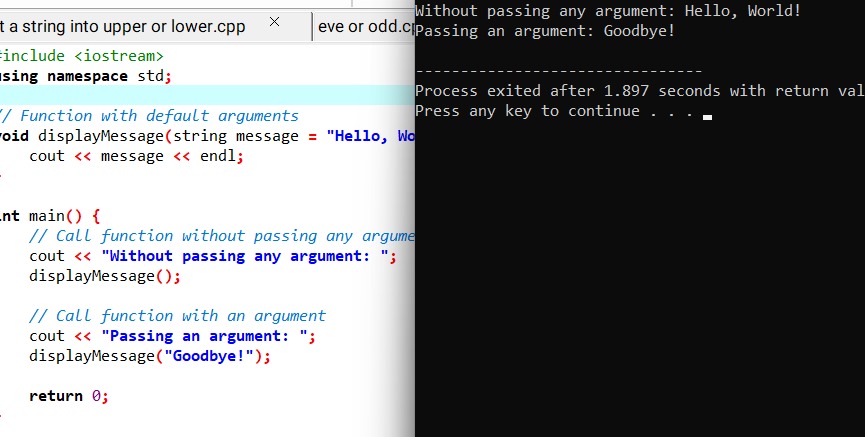 t a string into upper or lower.cpp
eve or odd.c
#include <iostream>
using namespace std;
// Function with default arguments
void displayMessage(string message = "Hello, Wo
cout << message << endl;
int main() {
// Call function without passing any argume
cout << "Without passing any argument: ";
displayMessage();
// Call function with an argument
cout << "Passing an argument: ";
displayMessage("Goodbye!");
return 0;
Without passing any argument: Hello, World!
Passing an argument: Goodbye!
--------------------------------
Process exited after 1.897 seconds with return val
Press any key to continue . . .